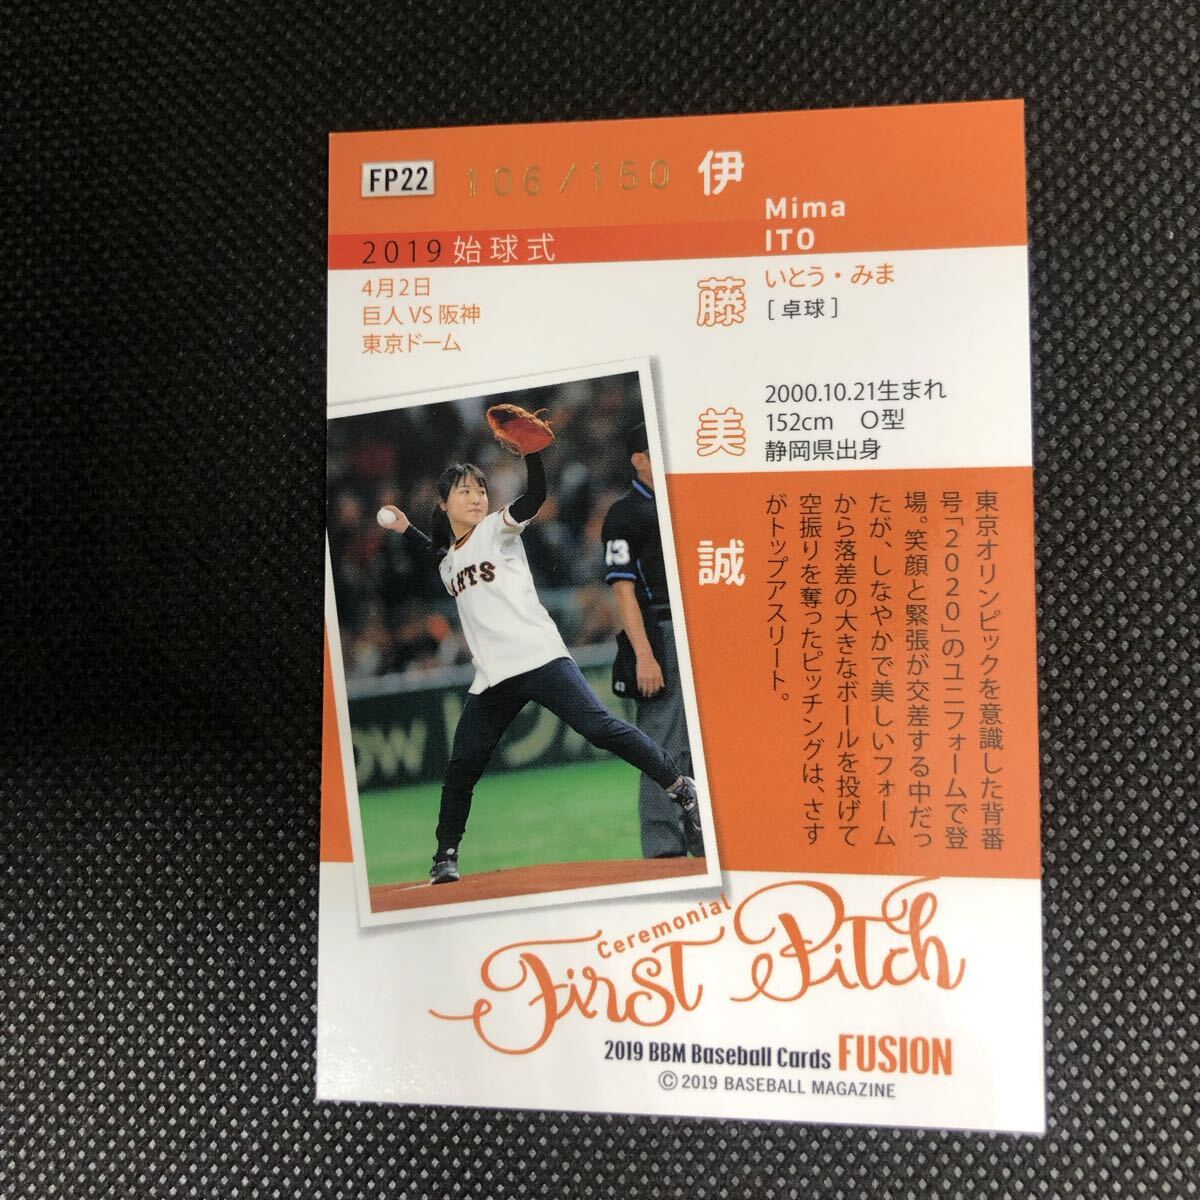 FP22
106/150
2019 始球式
4月2日
巨人 VS 阪神
東京ドーム
伊藤美誠
Mima
ITO
いとう・みま
[ 卓球 ]
2000.10.21生まれ
152cm O型
静岡県出身
東京オリンピックを意識した背番
号「2020」のユニフォームで登
場。笑顔と緊張が交差する中だっ
たが、しなやかで美しいフォーム
から落差の大きなボールを投げて
空振りを奪ったピッチングは、さす
がトップアスリート。
43
43
Ceremonial
First Pitch
2019 BBM Baseball Cards FUSION
© 2019 BASEBALL MAGAZINE